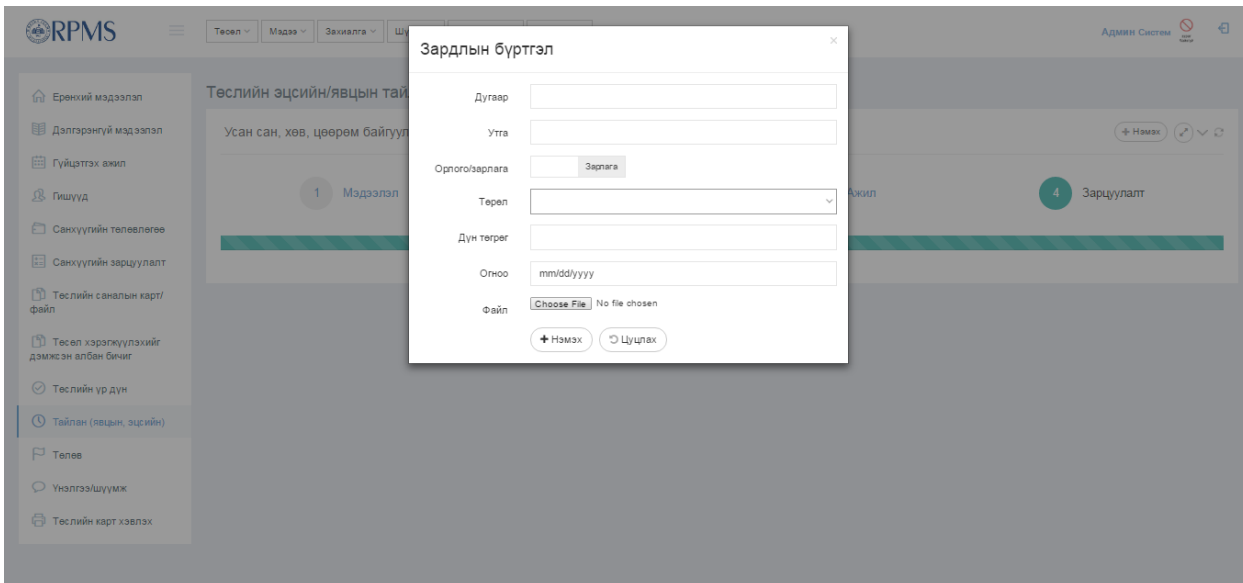 RPMS
Төсөл
Мэдээ
Захиалга
Админ Систем
Ерөнхий мэдээлэл
Дэлгэрэнгүй мэдээлэл
Гүйцэтгэх ажил
Гишүүд
Санхүүгийн төлөвлөгөө
Санхүүгийн зарцуулалт
Төслийн саналын карт/
файл
Төсөл хэрэгжүүлэхийг
дэмжсэн албан бичиг
Төслийн үр дүн
Тайлан (явцын, эцсийн)
Төлөв
Үнэлгээ/шүүмж
Төслийн карт хэвлэх
Төслийн эцсийн/явцын тай
Усан сан, хөв, цөөрөм байгуул
Нэмэх
1 Мэдээлэл
Ажил
4 Зарцуулалт
Зардлын бүртгэл
×
Дугаар
Утга
Орлого/зарлага Зарлага
Төрөл
Дүн төгрөг
Огноо mm/dd/yyyy
Файл Choose File No file chosen
Нэмэх Цуцлах